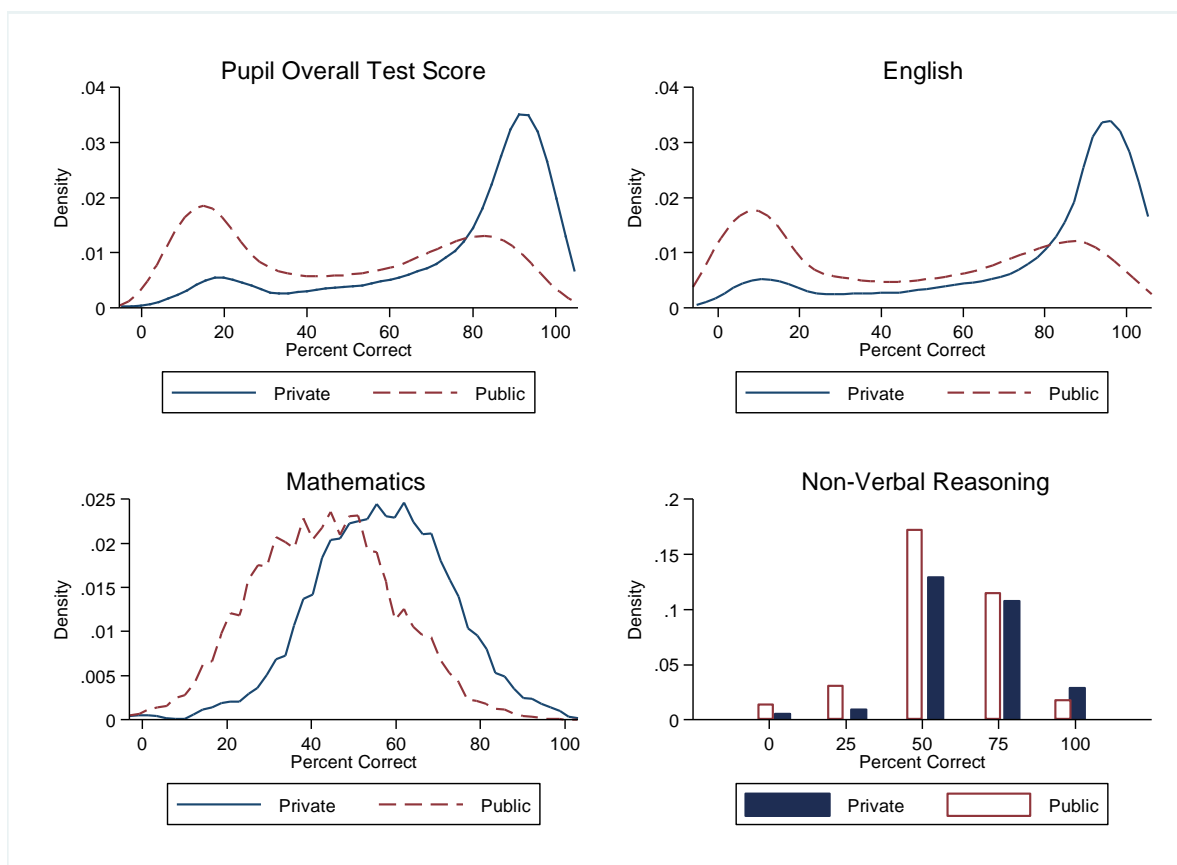 Pupil Overall Test Score
.04
.03
.02
.01
0
Density
0 20 40 60 80 100
Percent Correct
Private Public
English
.04
.03
.02
.01
0
Density
0 20 40 60 80 100
Percent Correct
Private Public
Mathematics
.025
.02
.015
.01
.005
0
Density
0 20 40 60 80 100
Percent Correct
Private Public
Non-Verbal Reasoning
.2
.15
.1
.05
0
Density
0 25 50 75 100
Percent Correct
Private Public